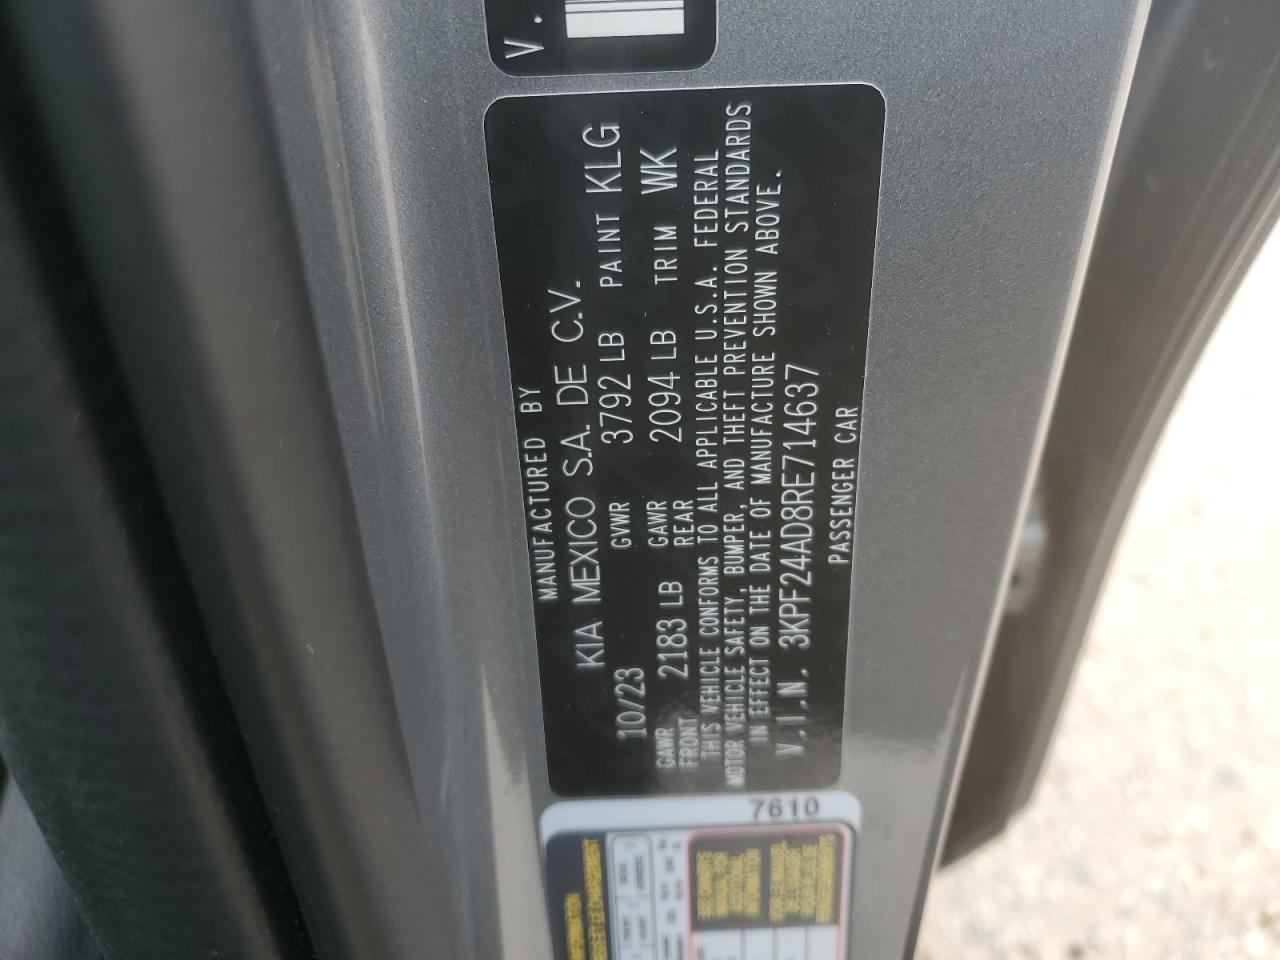 MANUFACTURED BY
KIA MEXICO S.A. DE C.V.
10/23 GVWR 3792 LB PAINT KLG
GAWR FRONT 2183 LB GAWR REAR 2094 LB TRIM WK
THIS VEHICLE CONFORMS TO ALL APPLICABLE U.S.A. FEDERAL
MOTOR VEHICLE SAFETY, BUMPER, AND THEFT PREVENTION STANDARDS
IN EFFECT ON THE DATE OF MANUFACTURE SHOWN ABOVE.
V.I.N. 3KPF24AD8RE714637
PASSENGER CAR
V.
7610